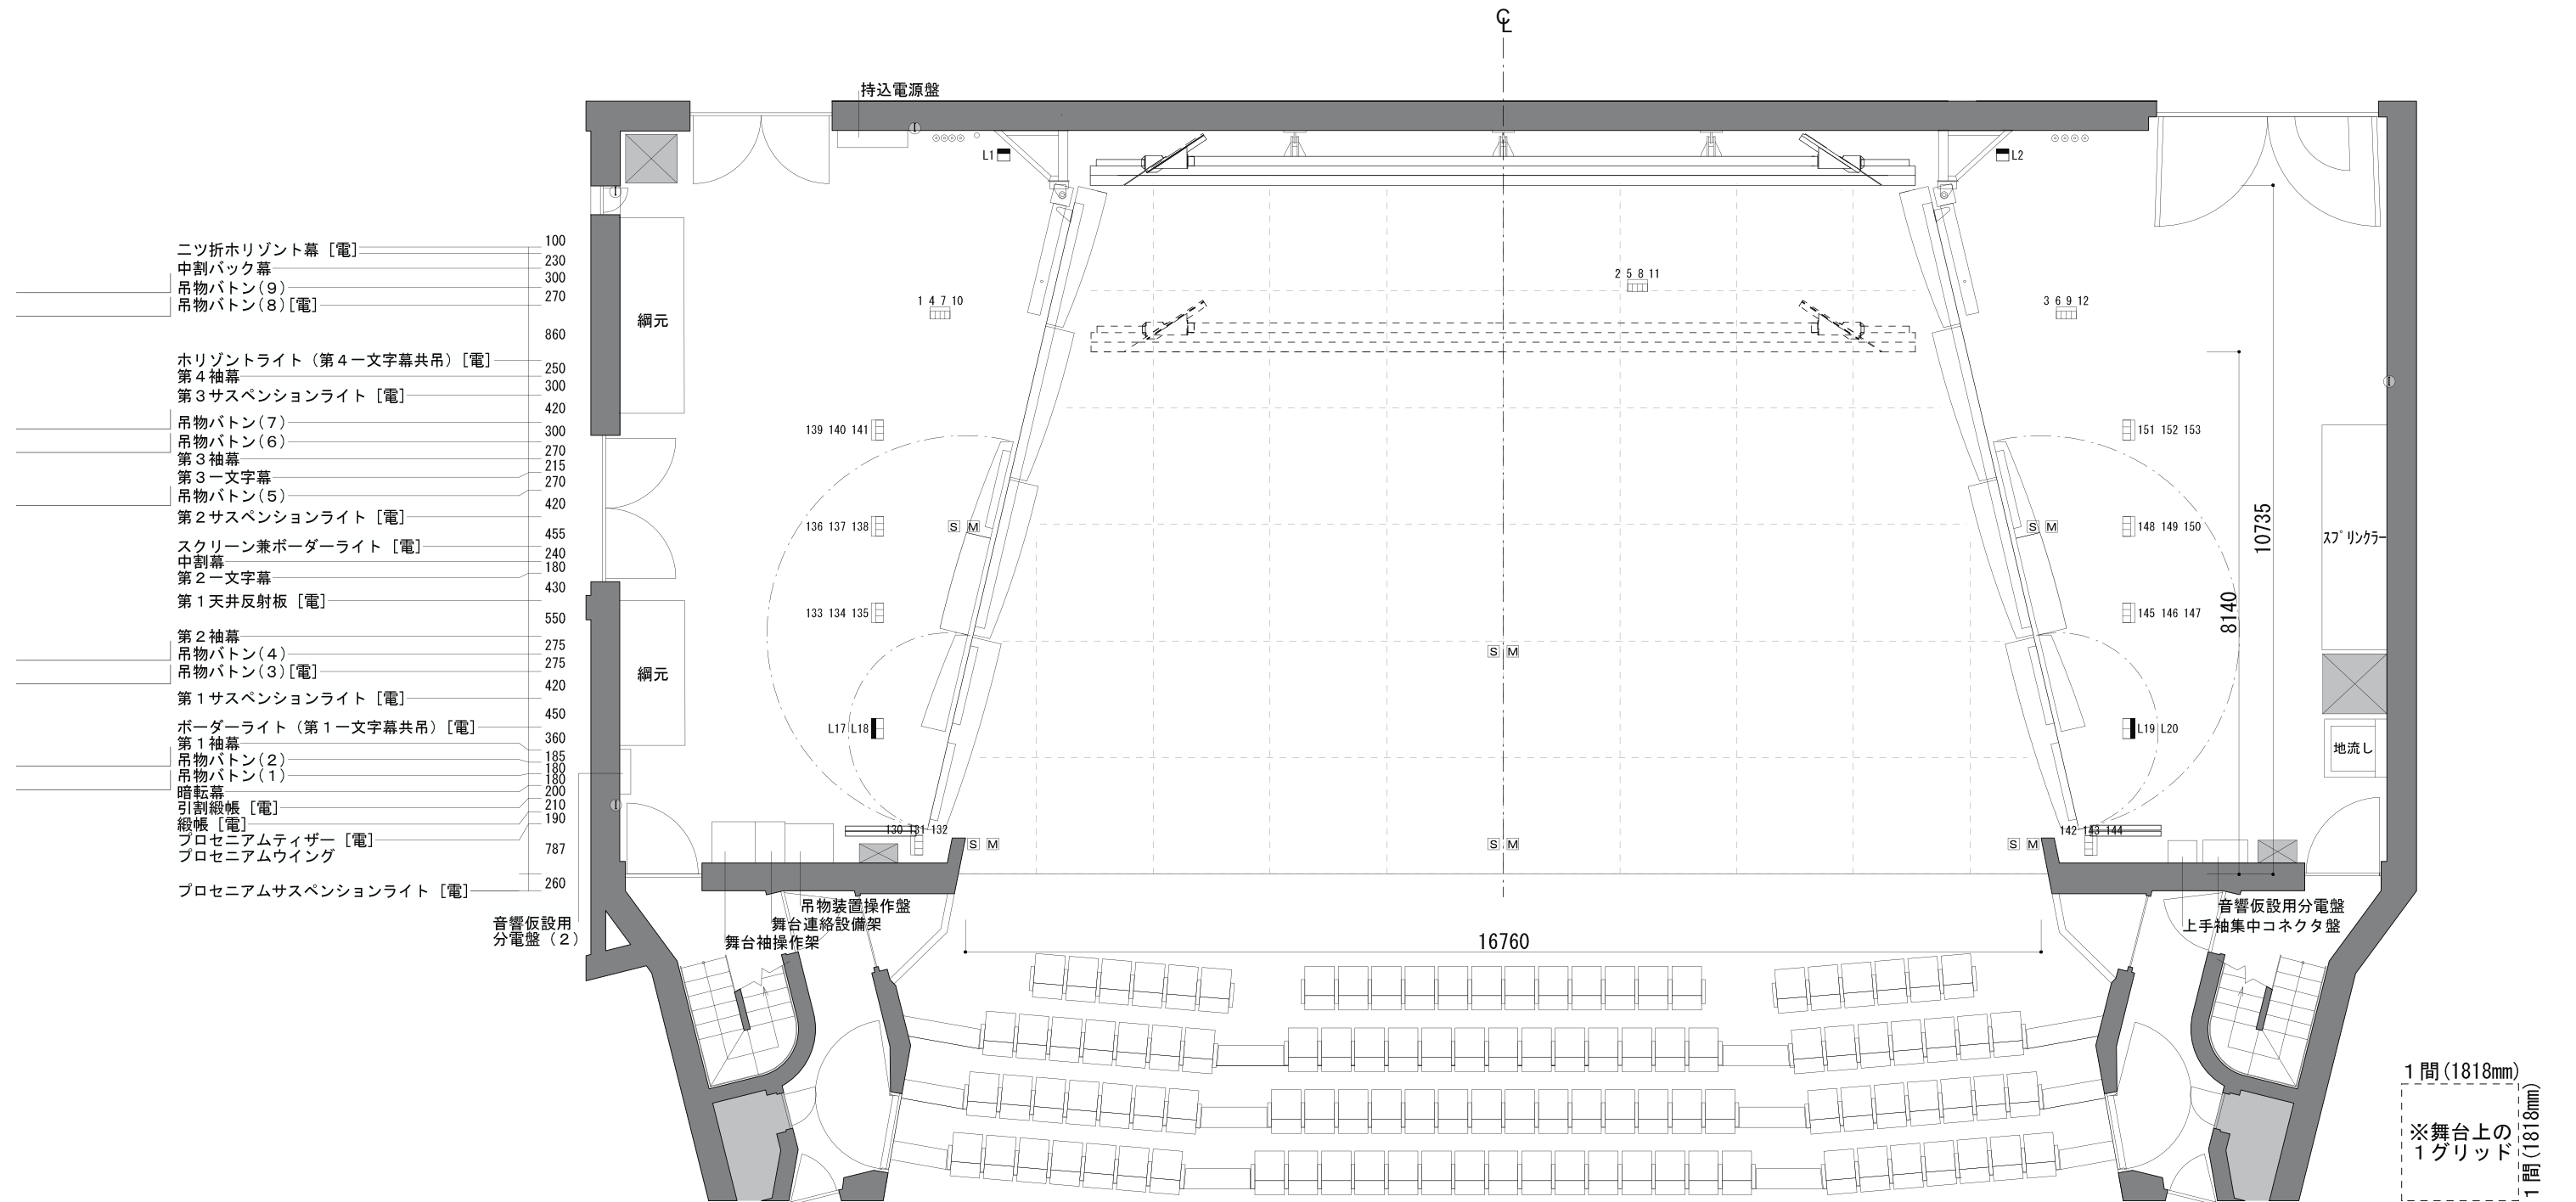 ℄
持込電源盤
L1
L2
二ツ折ホリゾント幕［電］
中割バック幕
吊物バトン(9)
吊物バトン(8)[電]
ホリゾントライト（第４一文字幕共吊）[電]
第４袖幕
第３サスペンションライト［電］
吊物バトン(7)
吊物バトン(6)
第３袖幕
第３一文字幕
吊物バトン(5)
第２サスペンションライト［電］
スクリーン兼ボーダーライト［電］
中割幕
第２一文字幕
第１天井反射板［電］
第２袖幕
吊物バトン(4)
吊物バトン(3)[電]
第１サスペンションライト［電］
ボーダーライト（第１一文字幕共吊）[電]
第１袖幕
吊物バトン(2)
吊物バトン(1)
暗転幕
引割緞帳［電］
緞帳［電］
プロセニアムティザー［電］
プロセニアムウイング
プロセニアムサスペンションライト［電］
100
230
300
270
860
250
300
420
300
270
215
270
420
455
240
180
430
550
275
275
420
450
360
185
180
180
200
210
190
787
260
綱元
綱元
1 4 7 10
2 5 8 11
3 6 9 12
139 140 141
136 137 138
133 134 135
L17 L18
130 131 132
151 152 153
148 149 150
145 146 147
L19 L20
142 143 144
S M
S M
S M
S M
S M
S M
10735
8140
ｽﾌﾟﾘﾝｸﾗｰ
地流し
音響仮設用
分電盤（２）
吊物装置操作盤
舞台連絡設備架
舞台袖操作架
音響仮設用分電盤
上手袖集中コネクタ盤
16760
１間(1818mm)
１間(1818mm)
※舞台上の
１グリッド